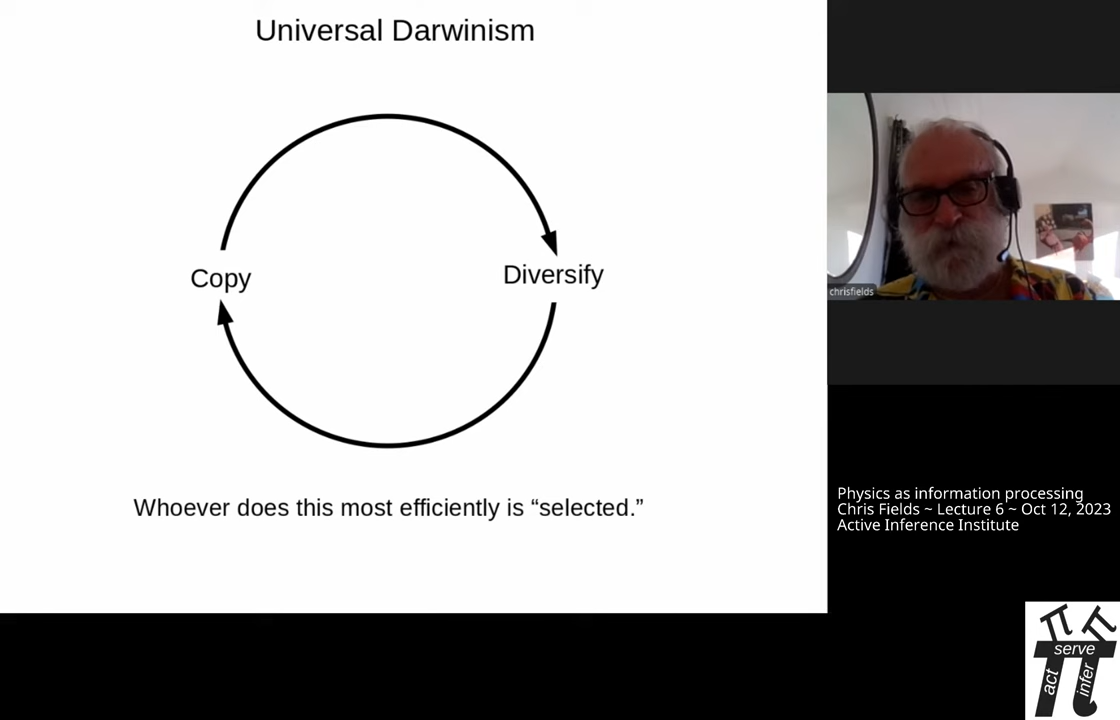 Universal Darwinism
Copy
Diversify
Whoever does this most efficiently is “selected.”
chrisfields
Physics as information processing
Chris Fields ~ Lecture 6 ~ Oct 12, 2023
Active Inference Institute
π π
serve
act
infer